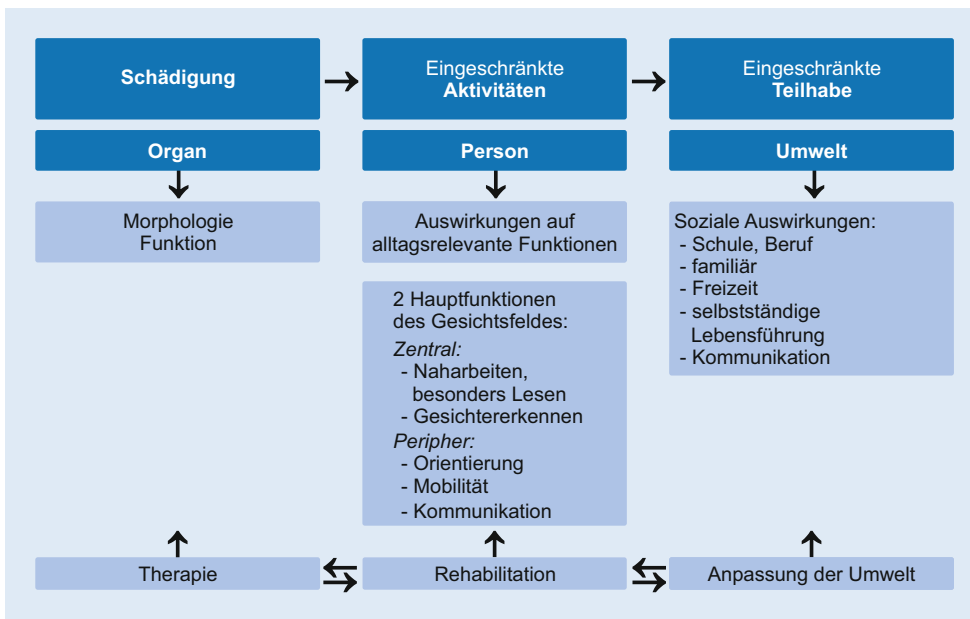 Schädigung
Eingeschränkte
Aktivitäten
Eingeschränkte
Teilhabe
Organ
Person
Umwelt
Morphologie
Funktion
Auswirkungen auf
alltagsrelevante Funktionen
Soziale Auswirkungen:
- Schule, Beruf
- familiär
- Freizeit
- selbstständige
Lebensführung
- Kommunikation
2 Hauptfunktionen
des Gesichtsfeldes:
Zentral:
- Naharbeiten,
besonders Lesen
- Gesichtererkennen
Peripher:
- Orientierung
- Mobilität
- Kommunikation
Therapie
Rehabilitation
Anpassung der Umwelt